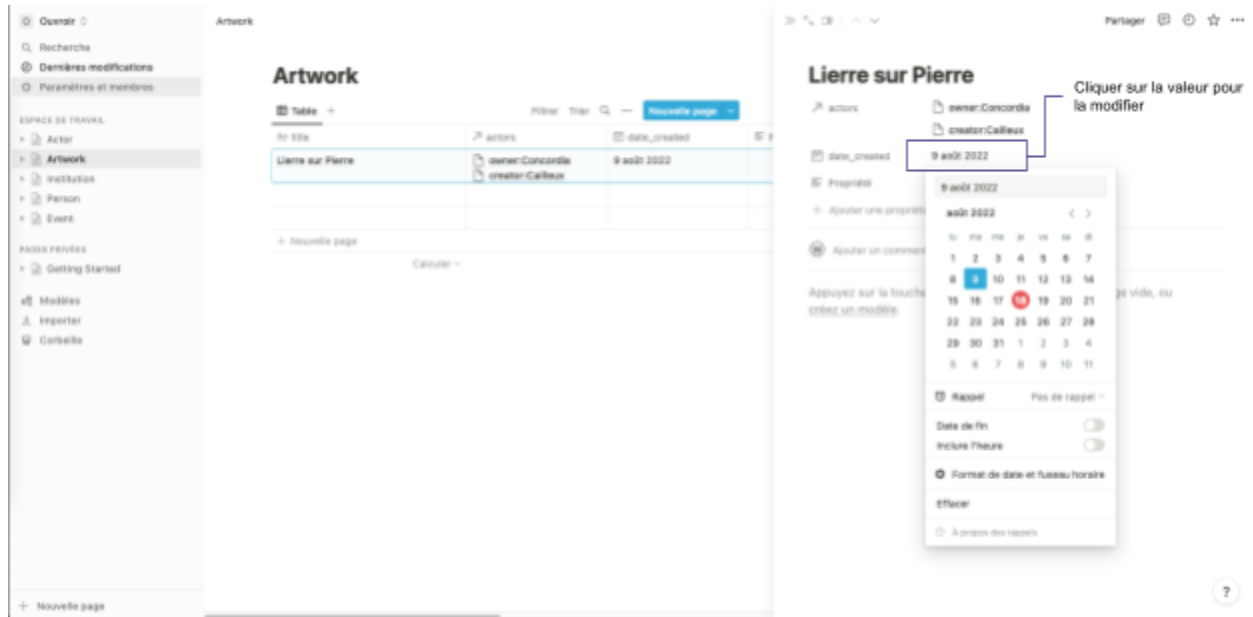 Ouvroir
Recherche
Dernières modifications
Paramètres et membres
ESPACE DE TRAVAIL
Actor
Artwork
Institution
Person
Event
PAGES PRIVÉES
Getting Started
Modèles
Importer
Corbeille
Nouvelle page
Artwork
Artwork
Table
Filtrer Trier Nouvelle page
title actors date_created
Lierre sur Pierre owner:Concordia 9 août 2022
creator:Cailleux
+ Nouvelle page
Calculer
Partager
Lierre sur Pierre
actors owner:Concordia
creator:Cailleux
date_created 9 août 2022
Propriété
+ Ajouter une propriété
Ajouter un commen
Appuyez sur la touche
ge vide, ou
créez un modèle.
Cliquer sur la valeur pour
la modifier
9 août 2022
août 2022
lu ma me je ve sa di
1 2 3 4 5 6 7
8 9 10 11 12 13 14
15 16 17 18 19 20 21
22 23 24 25 26 27 28
29 30 31 1 2 3 4
5 6 7 8 9 10 11
Rappel Pas de rappel
Date de fin
Inclure l'heure
Format de date et fuseau horaire
Effacer
À propos des rappels
?